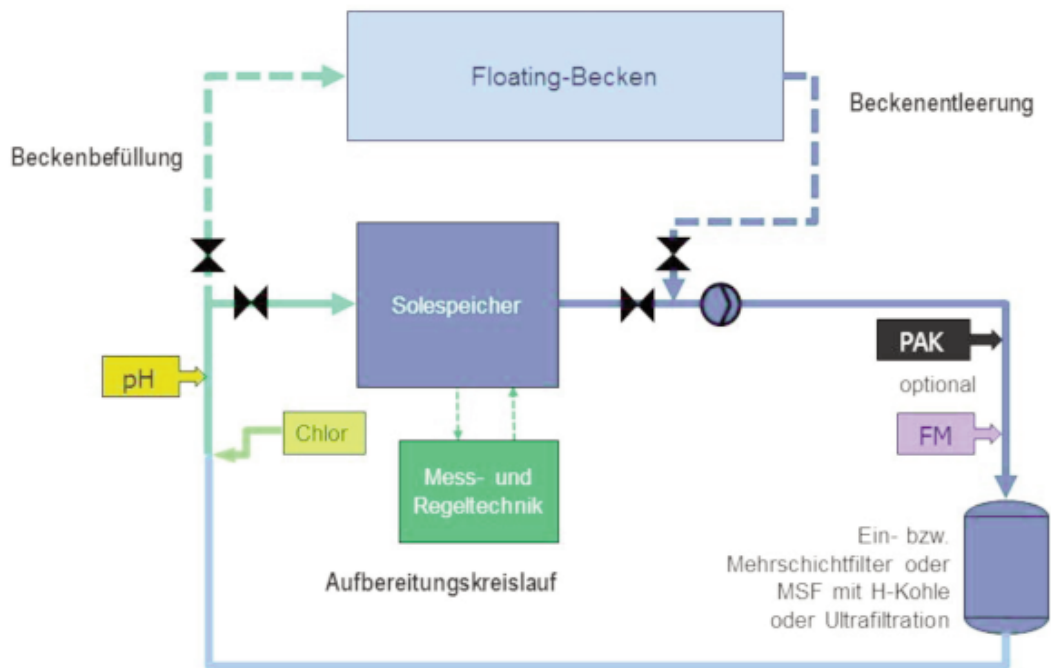 Floating-Becken
Beckenentleerung
Beckenbefüllung
Solespeicher
PAK
optional
pH
Chlor
FM
Mess- und
Regeltechnik
Ein- bzw.
Mehrschichtfilter oder
MSF mit H-Kohle
oder Ultrafiltration
Aufbereitungskreislauf